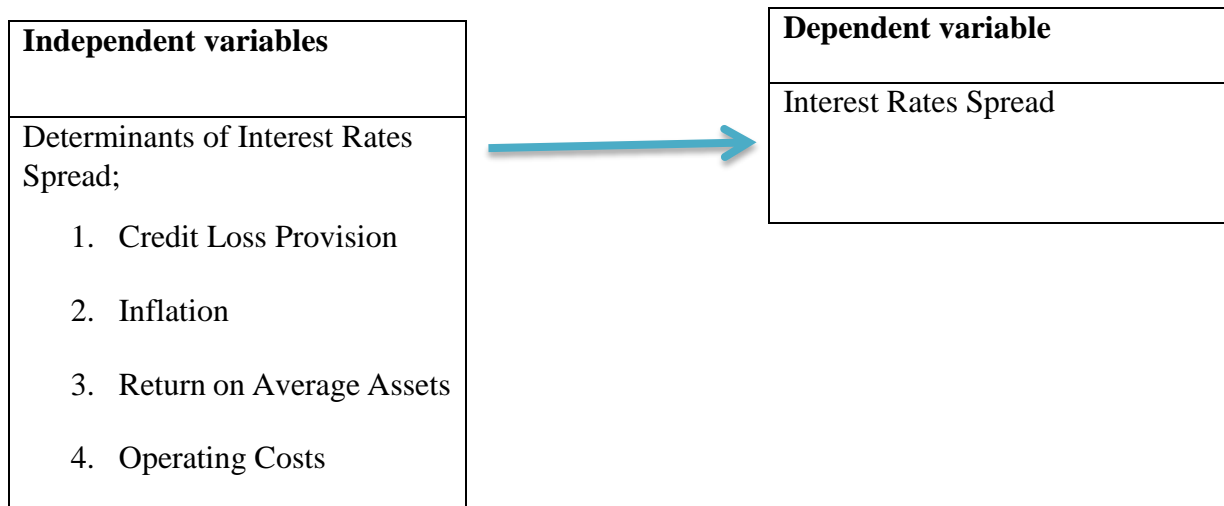 Independent variables
Determinants of Interest Rates
Spread;
1. Credit Loss Provision
2. Inflation
3. Return on Average Assets
4. Operating Costs
Dependent variable
Interest Rates Spread